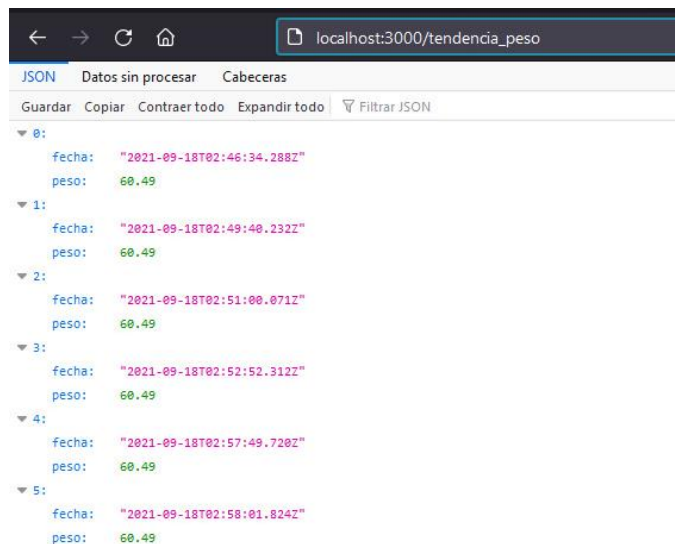 localhost:3000/tendencia_peso
JSON Datos sin procesar Cabeceras
Guardar Copiar Contraer todo Expandir todo Filtrar JSON
0:
fecha: "2021-09-18T02:46:34.288Z"
peso: 60.49
1:
fecha: "2021-09-18T02:49:40.232Z"
peso: 60.49
2:
fecha: "2021-09-18T02:51:00.071Z"
peso: 60.49
3:
fecha: "2021-09-18T02:52:52.312Z"
peso: 60.49
4:
fecha: "2021-09-18T02:57:49.720Z"
peso: 60.49
5:
fecha: "2021-09-18T02:58:01.824Z"
peso: 60.49